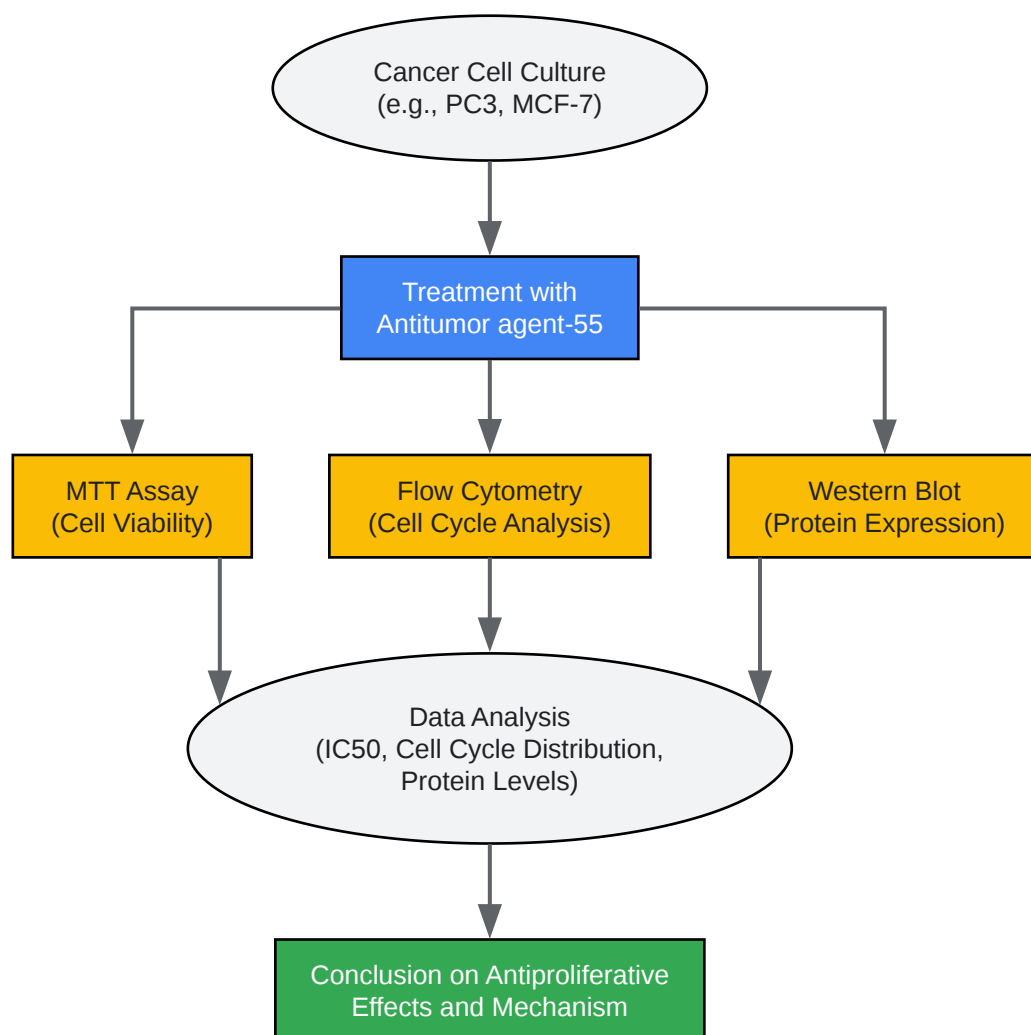 Cancer Cell Culture
(e.g., PC3, MCF-7)
Treatment with
Antitumor agent-55
MTT Assay
(Cell Viability)
Flow Cytometry
(Cell Cycle Analysis)
Western Blot
(Protein Expression)
Data Analysis
(IC50, Cell Cycle Distribution,
Protein Levels)
Conclusion on Antiproliferative
Effects and Mechanism